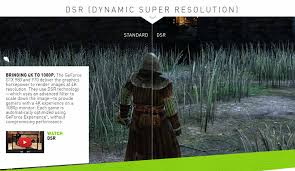 DSR [DYNAMIC SUPER RESOLUTION]
STANDARD DSR
BRINGING 4K TO 1080P. The GeForce
GTX 980 and 970 deliver the graphics
horsepower to render images at 4K
resolution. They use DSR technology
—which uses an advanced filter to
scale down the image—to provide
gamers with a 4K experience on a
1080p monitor. Each game is
automatically optimized using
GeForce Experience™, without
compromising performance.
WATCH
DSR